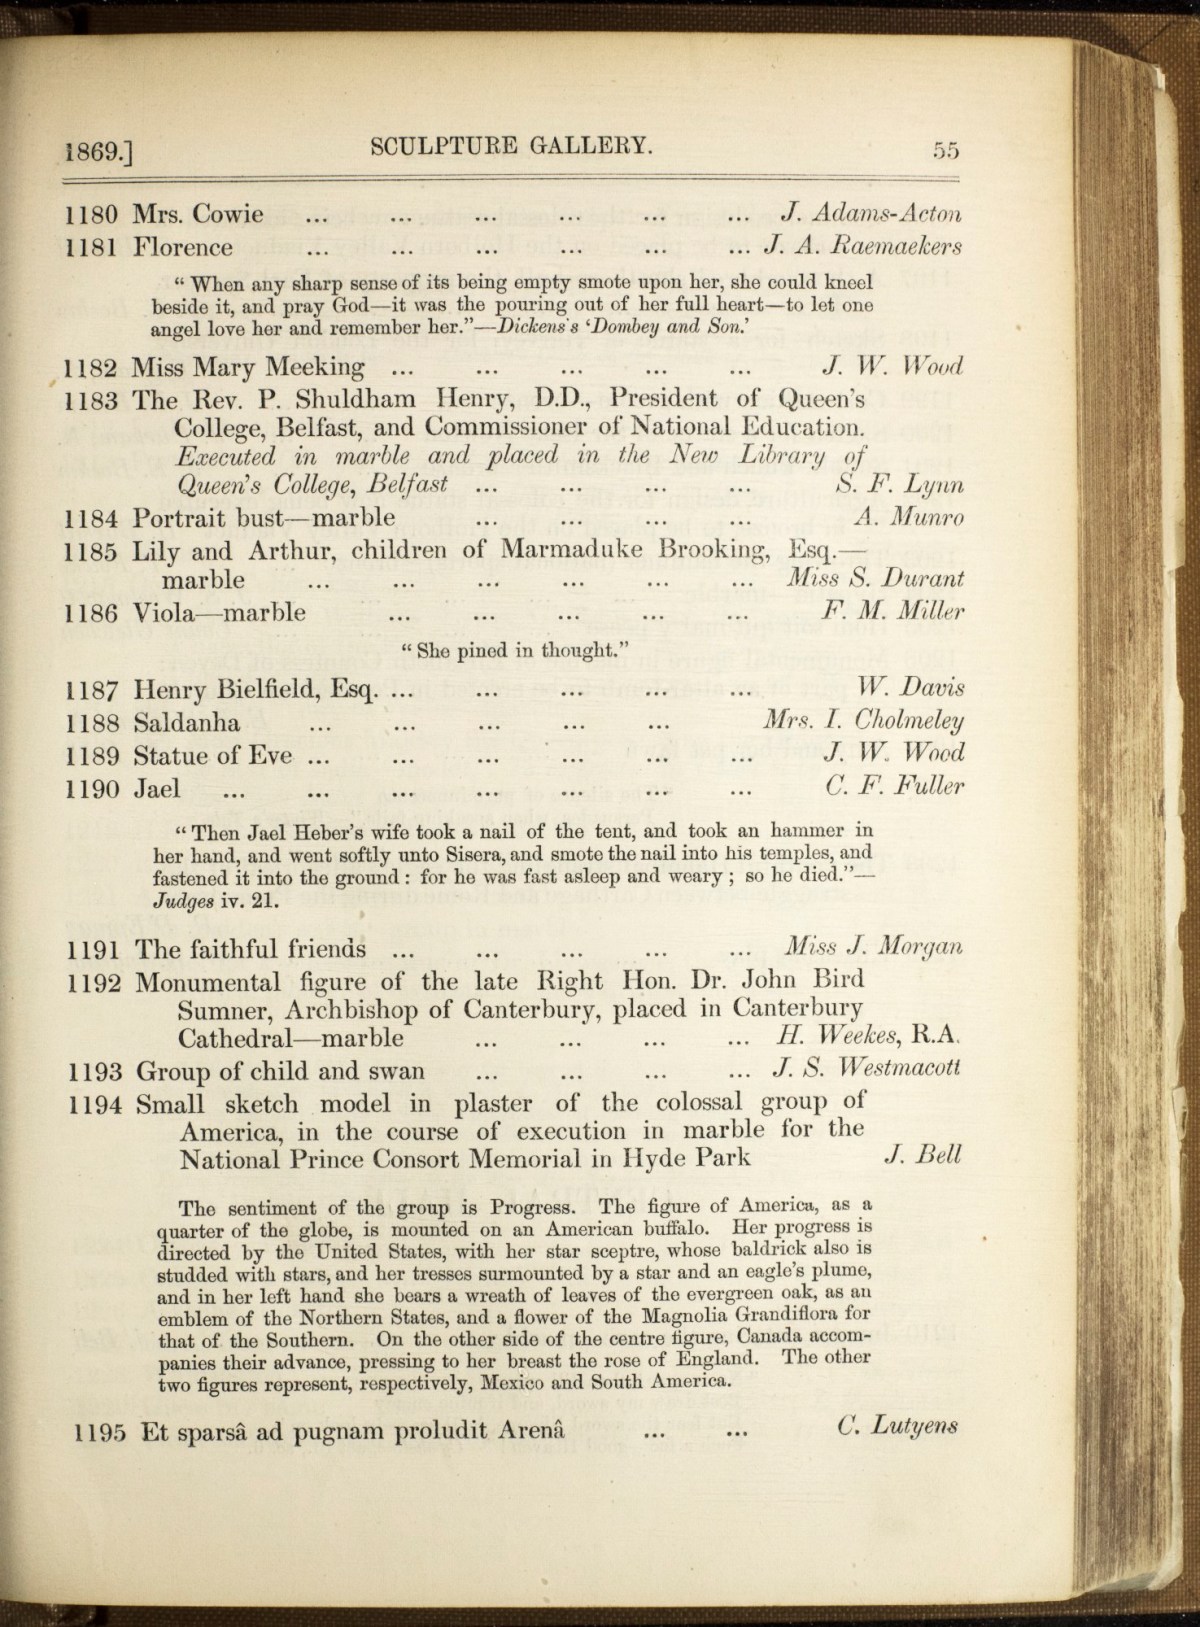 1869.] SCULPTURE GALLERY. 55
1180 Mrs. Cowie ... ... ... ... ... ... J. Adams-Acton
1181 Florence ... ... ... ... ... ... J. A. Raemaekers
“ When any sharp sense of its being empty smote upon her, she could kneel
beside it, and pray God—it was the pouring out of her full heart—to let one
angel love her and remember her.”—Dickens's ‘Dombey and Son.’
1182 Miss Mary Meeking ... ... ... ... ... J. W. Wood
1183 The Rev. P. Shuldham Henry, D.D., President of Queen's
College, Belfast, and Commissioner of National Education.
Executed in marble and placed in the New Library of
Queen's College, Belfast ... ... ... ... S. F. Lynn
1184 Portrait bust—marble ... ... ... ... A. Munro
1185 Lily and Arthur, children of Marmaduke Brooking, Esq.—
marble ... ... ... ... ... ... Miss S. Durant
1186 Viola—marble ... ... ... ... ... F. M. Miller
“ She pined in thought.”
1187 Henry Bielfield, Esq. ... ... ... ... ... W. Davis
1188 Saldanha ... ... ... ... ... Mrs. I. Cholmeley
1189 Statue of Eve ... ... ... ... ... ... J. W. Wood
1190 Jael ... ... ... ... ... ... ... C. F. Fuller
“ Then Jael Heber's wife took a nail of the tent, and took an hammer in
her hand, and went softly unto Sisera, and smote the nail into his temples, and
fastened it into the ground : for he was fast asleep and weary ; so he died.”—
Judges iv. 21.
1191 The faithful friends ... ... ... ... ... Miss J. Morgan
1192 Monumental figure of the late Right Hon. Dr. John Bird
Sumner, Archbishop of Canterbury, placed in Canterbury
Cathedral—marble ... ... ... ... H. Weekes, R.A.
1193 Group of child and swan ... ... ... ... J. S. Westmacott
1194 Small sketch model in plaster of the colossal group of
America, in the course of execution in marble for the
National Prince Consort Memorial in Hyde Park J. Bell
The sentiment of the group is Progress. The figure of America, as a
quarter of the globe, is mounted on an American buffalo. Her progress is
directed by the United States, with her star sceptre, whose baldrick also is
studded with stars, and her tresses surmounted by a star and an eagle's plume,
and in her left hand she bears a wreath of leaves of the evergreen oak, as an
emblem of the Northern States, and a flower of the Magnolia Grandiflora for
that of the Southern. On the other side of the centre figure, Canada accom-
panies their advance, pressing to her breast the rose of England. The other
two figures represent, respectively, Mexico and South America.
1195 Et sparsâ ad pugnam proludit Arenâ ... ... C. Lutyens